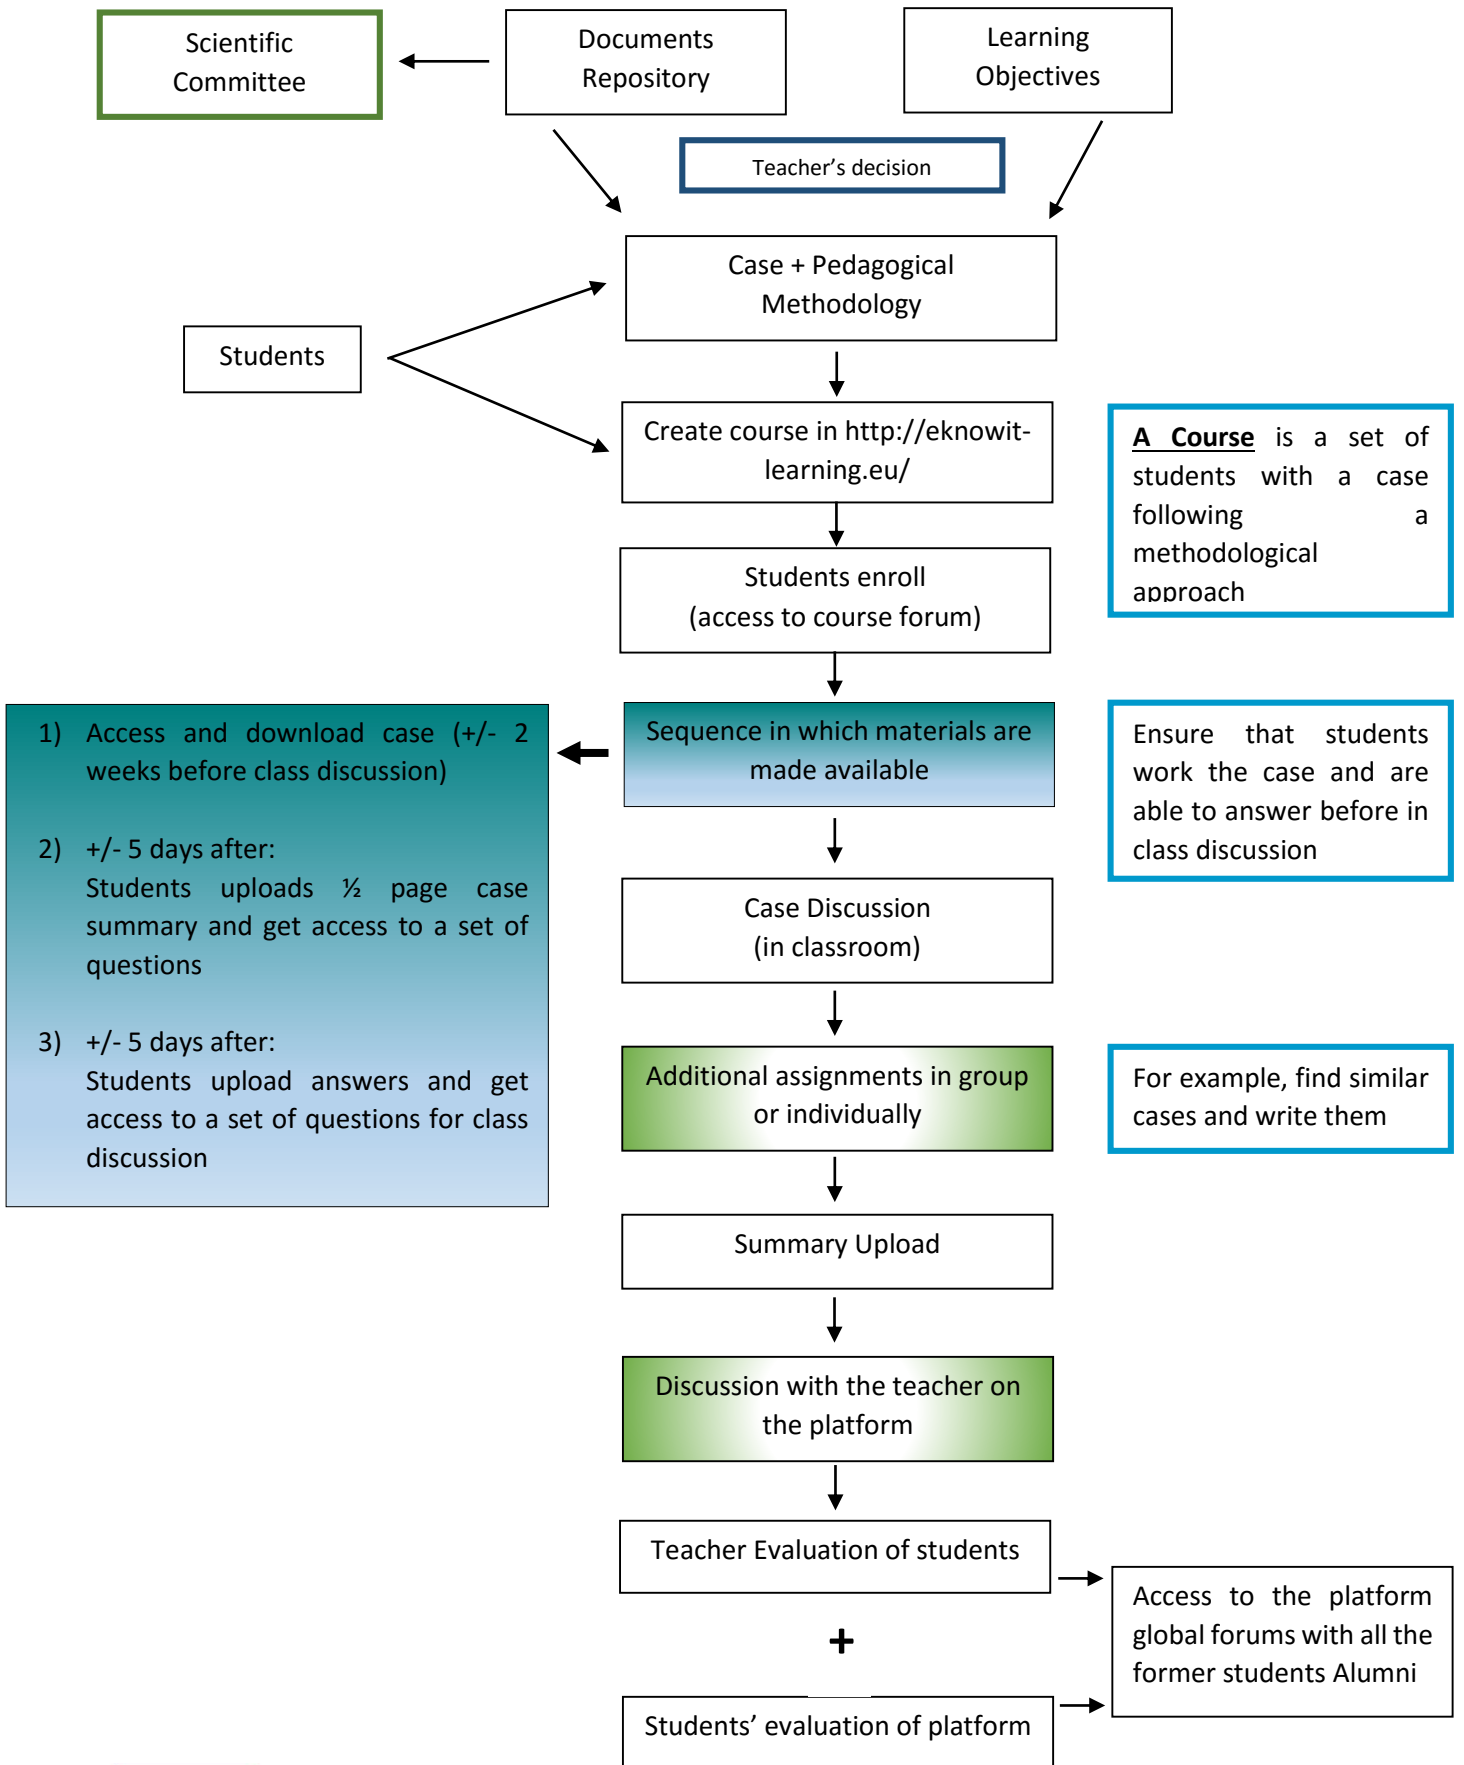 Scientific
Committee
Documents
Repository
Learning
Objectives
Teacher’s decision
Case + Pedagogical
Methodology
Students
Create course in http://eknowit-
learning.eu/
A Course is a set of
students with a case
following a
methodological
approach
Students enroll
(access to course forum)
1) Access and download case (+/- 2
weeks before class discussion)
2) +/- 5 days after:
Students uploads ½ page case
summary and get access to a set of
questions
3) +/- 5 days after:
Students upload answers and get
access to a set of questions for class
discussion
Sequence in which materials are
made available
Ensure that students
work the case and are
able to answer before in
class discussion
Case Discussion
(in classroom)
Additional assignments in group
or individually
For example, find similar
cases and write them
Summary Upload
Discussion with the teacher on
the platform
Teacher Evaluation of students
+
Students’ evaluation of platform
Access to the platform
global forums with all the
former students Alumni